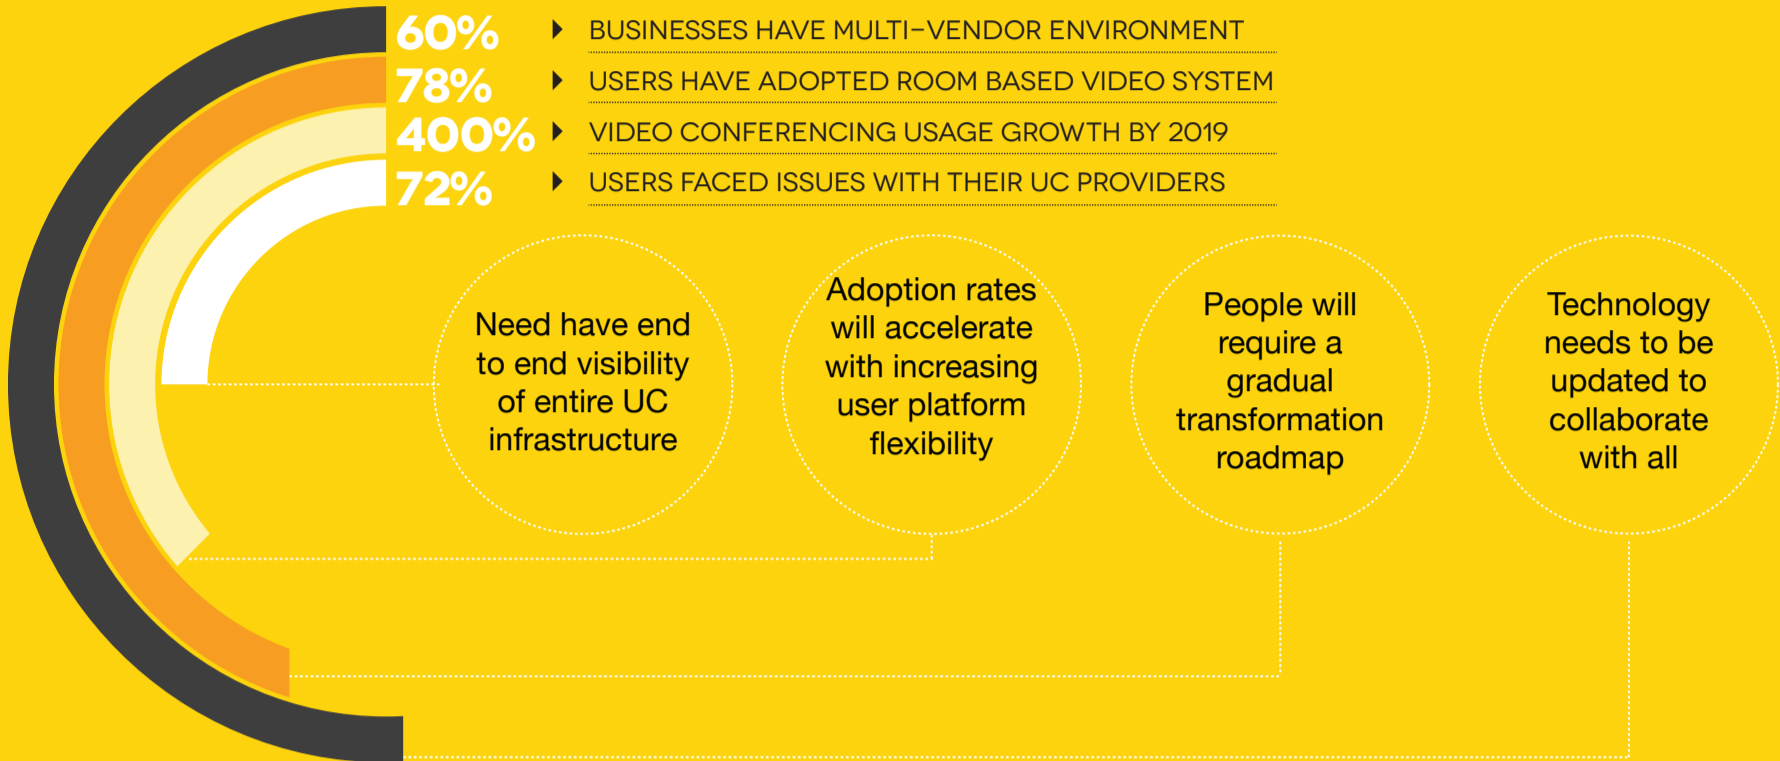 60% BUSINESSES HAVE MULTI-VENDOR ENVIRONMENT
78% USERS HAVE ADOPTED ROOM BASED VIDEO SYSTEM
400% VIDEO CONFERENCING USAGE GROWTH BY 2019
72% USERS FACED ISSUES WITH THEIR UC PROVIDERS
Need have end
to end visibility
of entire UC
infrastructure
Adoption rates
will accelerate
with increasing
user platform
flexibility
People will
require a
gradual
transformation
roadmap
Technology
needs to be
updated to
collaborate
with all